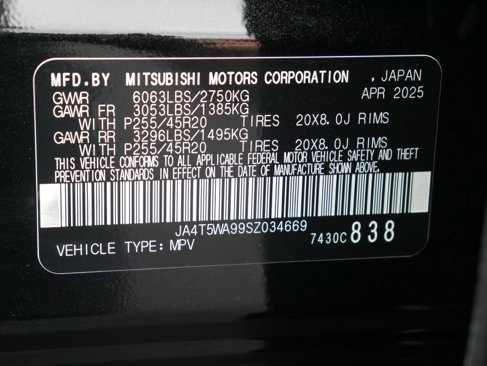 MFD.BY MITSUBISHI MOTORS CORPORATION , JAPAN
GVWR 6063LBS/2750KG APR 2025
GAWR FR 3053LBS/1385KG
WITH P255/45R20 TIRES 20X8.0J RIMS
GAWR RR 3296LBS/1495KG
WITH P255/45R20 TIRES 20X8.0J RIMS
THIS VEHICLE CONFORMS TO ALL APPLICABLE FEDERAL MOTOR VEHICLE SAFETY AND THEFT
PREVENTION STANDARDS IN EFFECT ON THE DATE OF MANUFACTURE SHOWN ABOVE.
JA4T5WA99SZ034669
VEHICLE TYPE: MPV 7430C 838